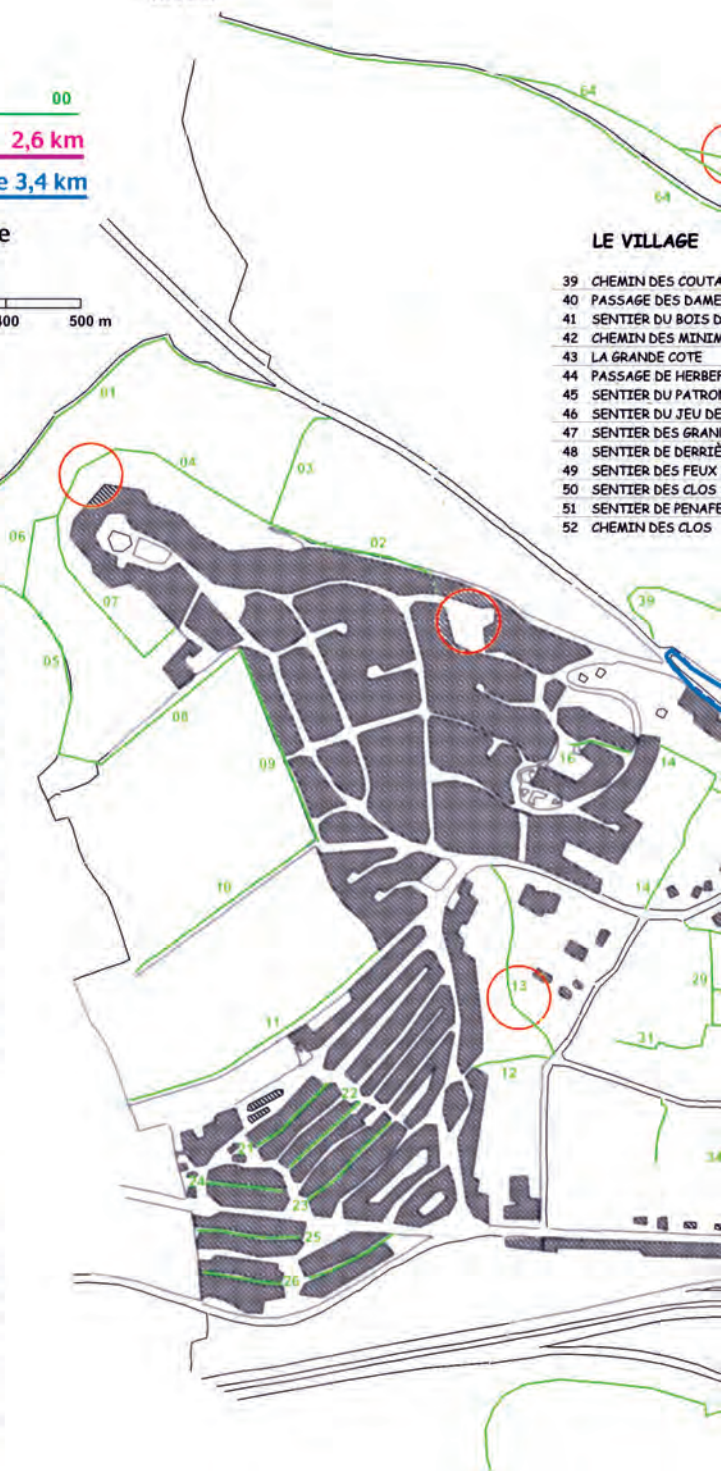 00
2,6 km
e 3,4 km
e
400 500 m
LE VILLAGE
39 CHEMIN DES COUTA
40 PASSAGE DES DAME
41 SENTIER DU BOIS D
42 CHEMIN DES MINIM
43 LA GRANDE COTE
44 PASSAGE DE HERBER
45 SENTIER DU PATRON
46 SENTIER DU JEU DE
47 SENTIER DES GRAND
48 SENTIER DE DERRIÈ
49 SENTIER DES FEUX
50 SENTIER DES CLOS
51 SENTIER DE PENAFE
52 CHEMIN DES CLOS
64
64
01
04
03
02
06
07
39
05
08
09
16
14
10
14
13
29
11
31
12
22
21
34
24
23
25
26